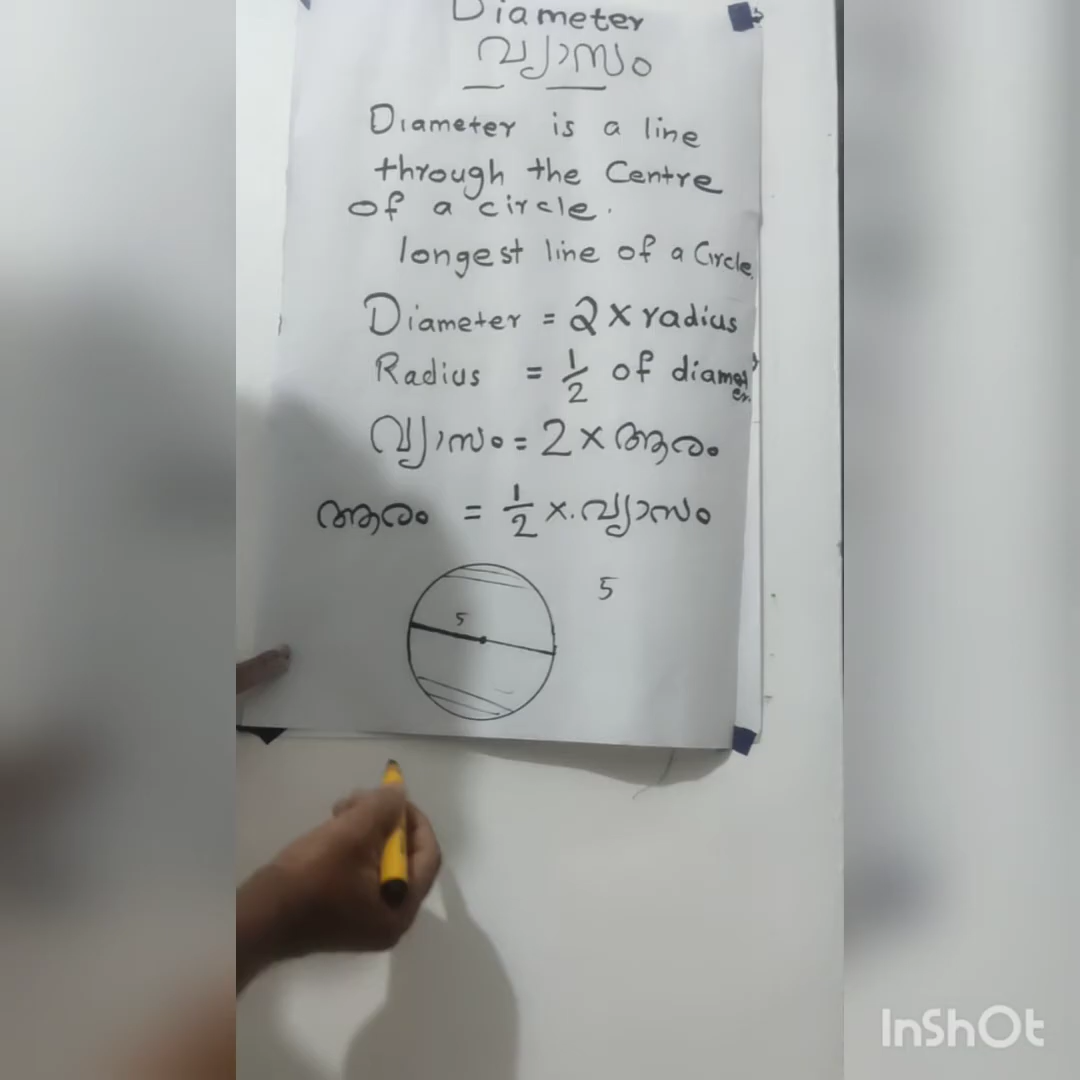 Diameter
വ്യാസം
Diameter is a line
through the Centre
of a circle.
longest line of a Circle.
Diameter = 2 × radius
Radius = 1/2 of diameter.
വ്യാസം = 2 × ആരം
ആരം = 1/2 ×. വ്യാസം
5
5
InShOt